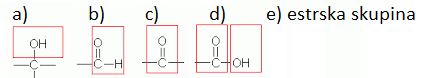 a) b) c) d) e) estrska skupina
OH O O O
C C—H C C—OH